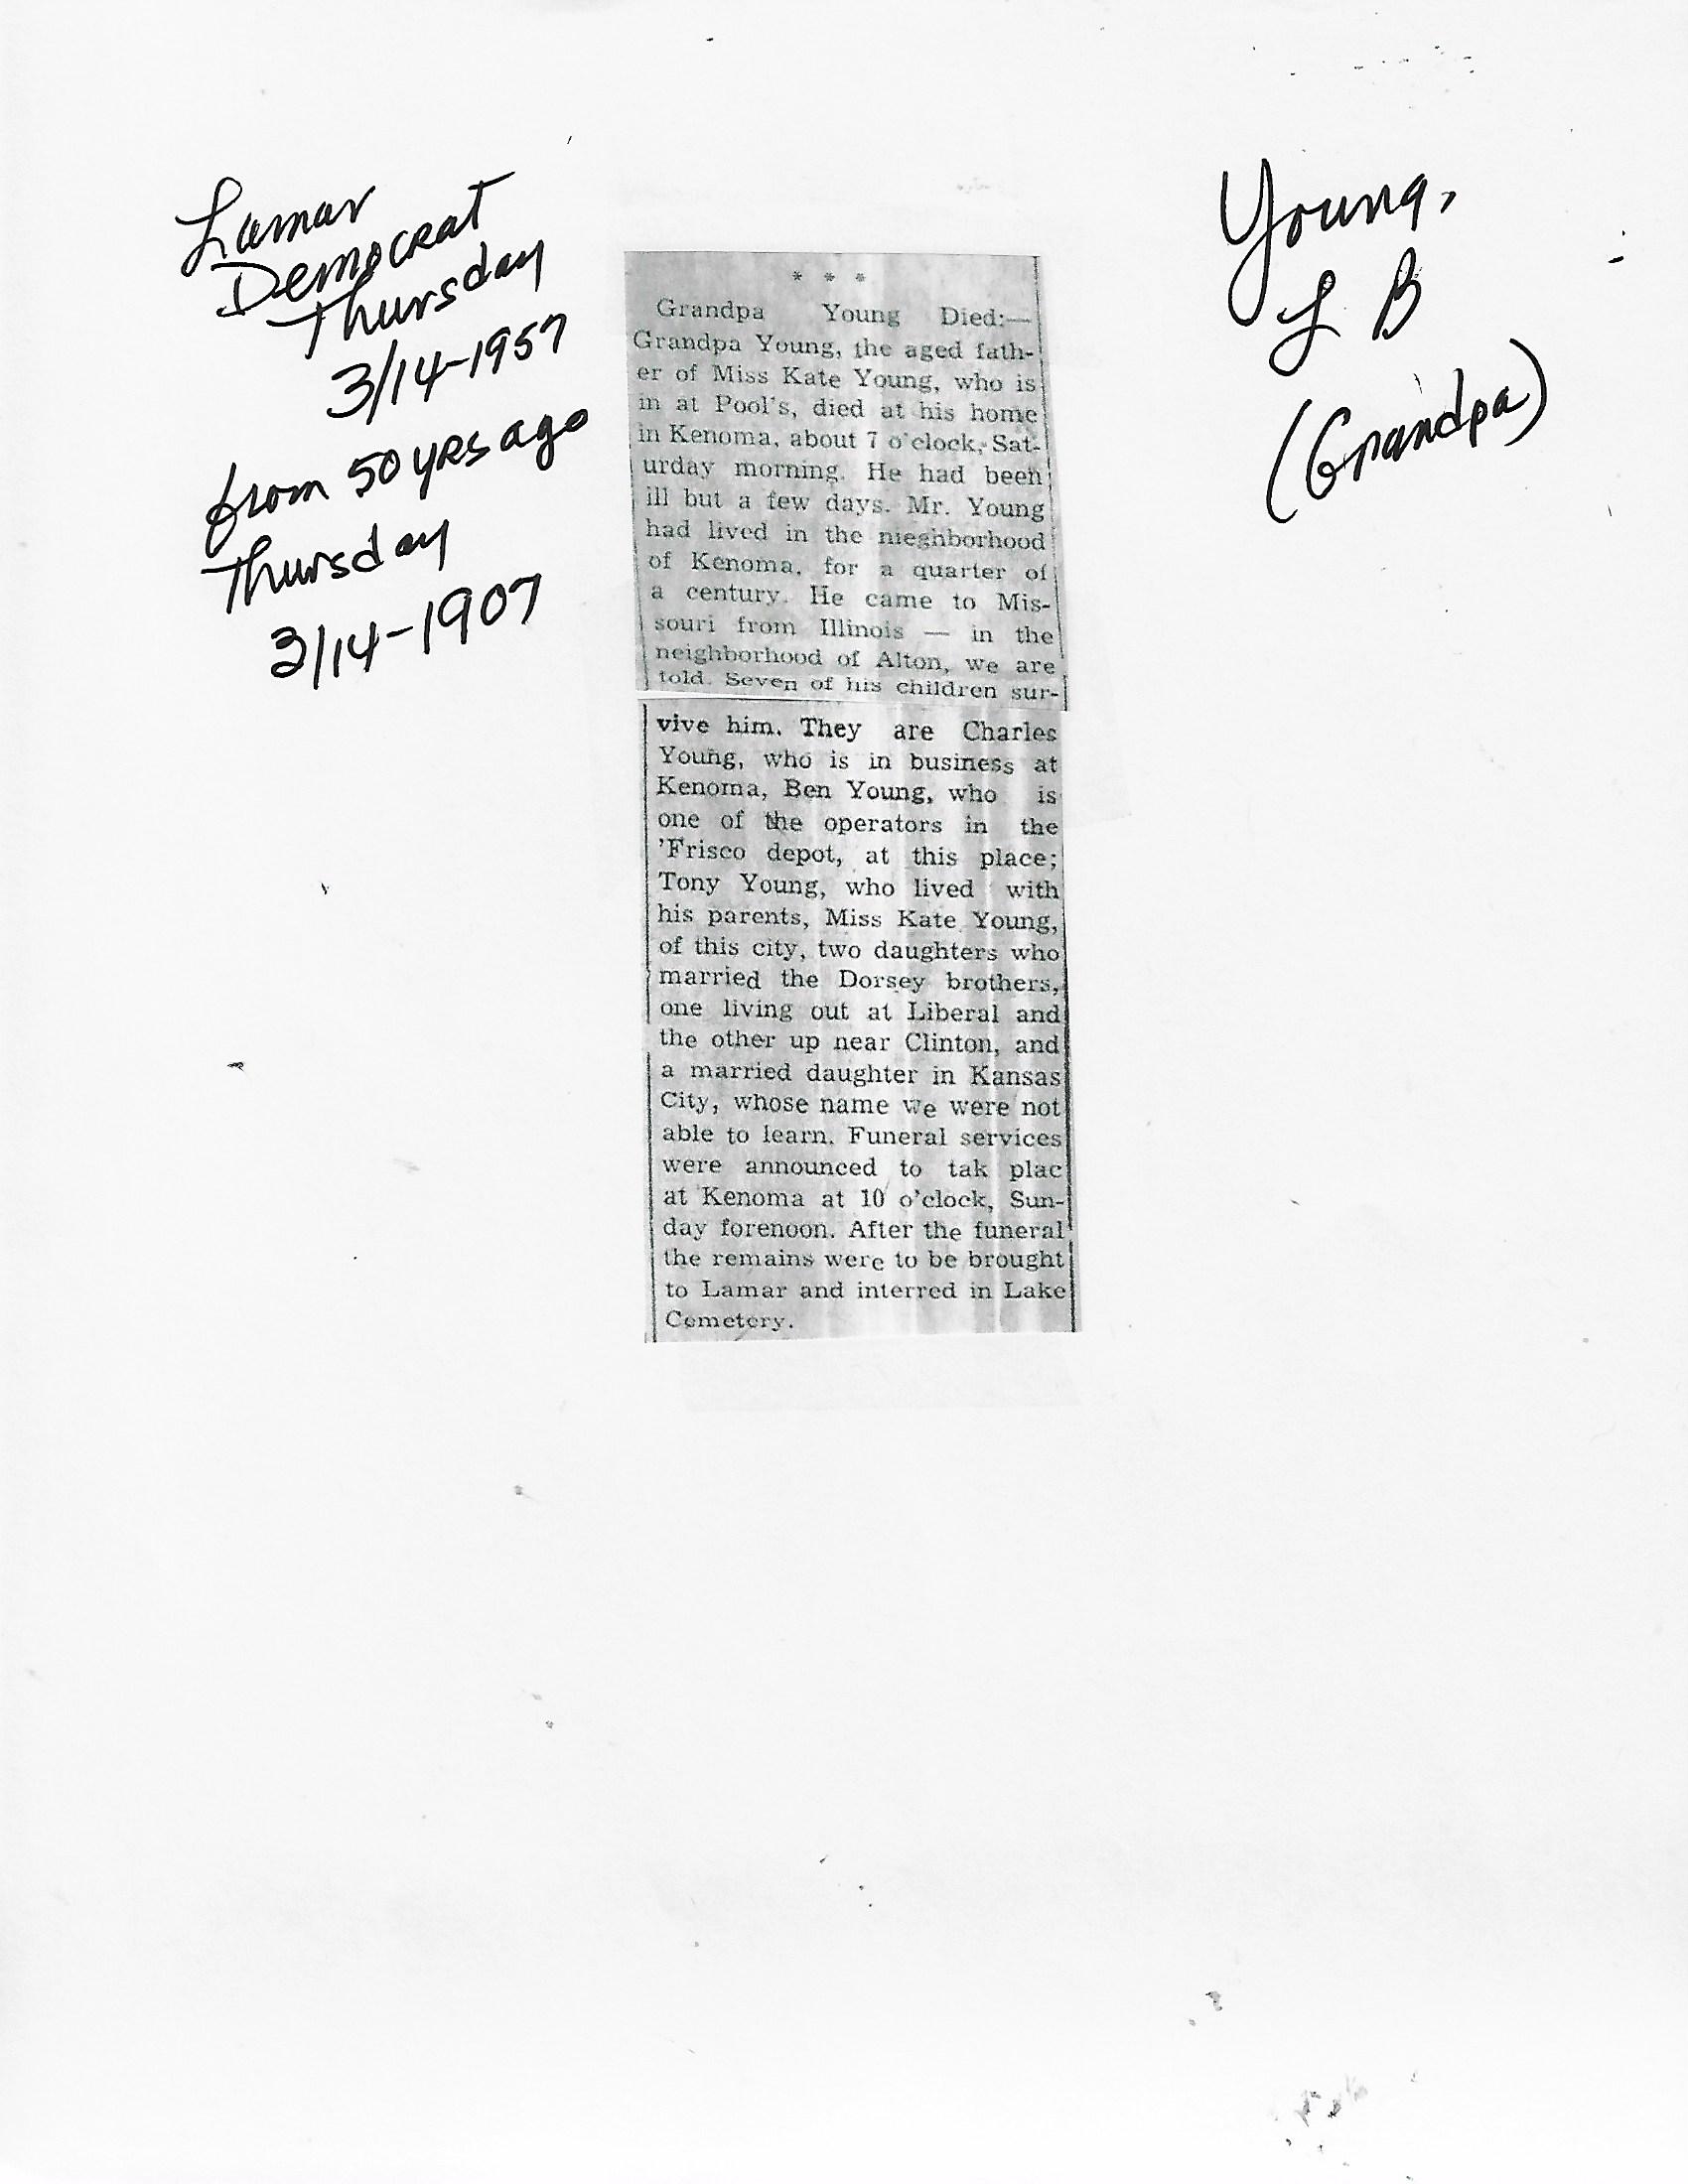 Lamar
Democrat
Thursday
3/14-1957
from 50 yrs ago
Thursday
3/14-1907
Young,
L B
(Grandpa)
* * *
Grandpa Young Died:—
Grandpa Young, the aged fath-
er of Miss Kate Young, who is
in at Pool's, died at his home
in Kenoma, about 7 o'clock, Sat-
urday morning. He had been
ill but a few days. Mr. Young
had lived in the nieghborhood
of Kenoma, for a quarter of
a century. He came to Mis-
souri from Illinois — in the
neighborhood of Alton, we are
told. Seven of his children sur-
vive him. They are Charles
Young, who is in business at
Kenoma, Ben Young, who is
one of the operators in the
'Frisco depot, at this place;
Tony Young, who lived with
his parents, Miss Kate Young,
of this city, two daughters who
married the Dorsey brothers,
one living out at Liberal and
the other up near Clinton, and
a married daughter in Kansas
City, whose name we were not
able to learn. Funeral services
were announced to tak plac
at Kenoma at 10 o'clock, Sun-
day forenoon. After the funeral
the remains were to be brought
to Lamar and interred in Lake
Cemetery.